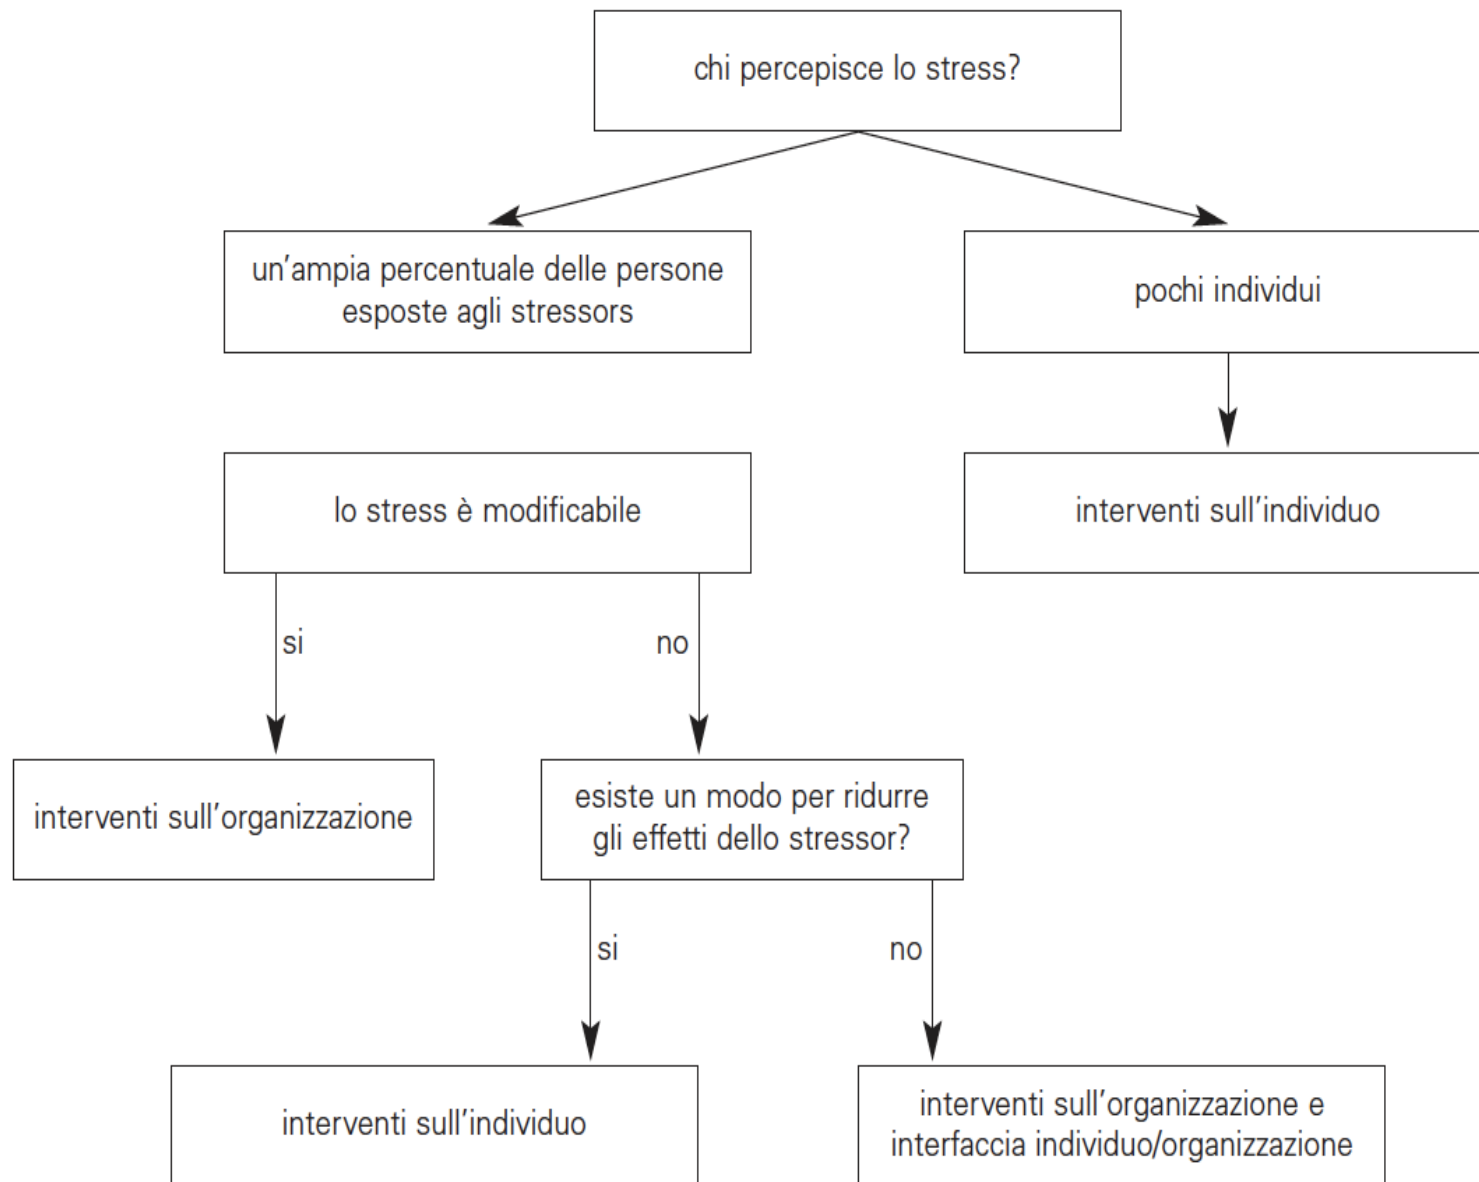 chi percepisce lo stress?
un'ampia percentuale delle persone
esposte agli stressors
pochi individui
lo stress è modificabile
interventi sull'individuo
si
no
interventi sull'organizzazione
esiste un modo per ridurre
gli effetti dello stressor?
si
no
interventi sull'individuo
interventi sull'organizzazione e
interfaccia individuo/organizzazione